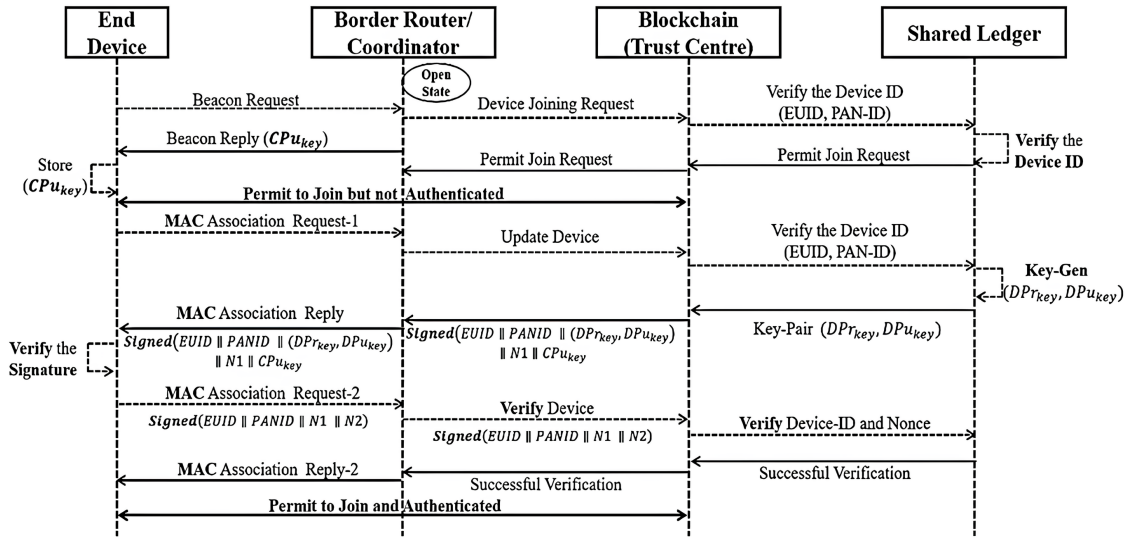 End
Device
Border Router/
Coordinator
Blockchain
(Trust Centre)
Shared Ledger
Open
State
Beacon Request
Device Joining Request
Verify the Device ID
(EUID, PAN-ID)
Beacon Reply (CPu_key)
Verify the
Device ID
Permit Join Request
Permit Join Request
Store
(CPu_key)
Permit to Join but not Authenticated
MAC Association Request-1
Update Device
Verify the Device ID
(EUID, PAN-ID)
Key-Gen
(DPr_key, DPu_key)
MAC Association Reply
Signed(EUID ∥ PANID ∥ (DPr_key, DPu_key)
∥ N1 ∥ CPu_key
Signed(EUID ∥ PANID ∥ (DPr_key, DPu_key)
∥ N1 ∥ CPu_key
Key-Pair (DPr_key, DPu_key)
Verify the
Signature
MAC Association Request-2
Signed(EUID ∥ PANID ∥ N1 ∥ N2)
Verify Device
Signed(EUID ∥ PANID ∥ N1 ∥ N2)
Verify Device-ID and Nonce
MAC Association Reply-2
Successful Verification
Successful Verification
Permit to Join and Authenticated